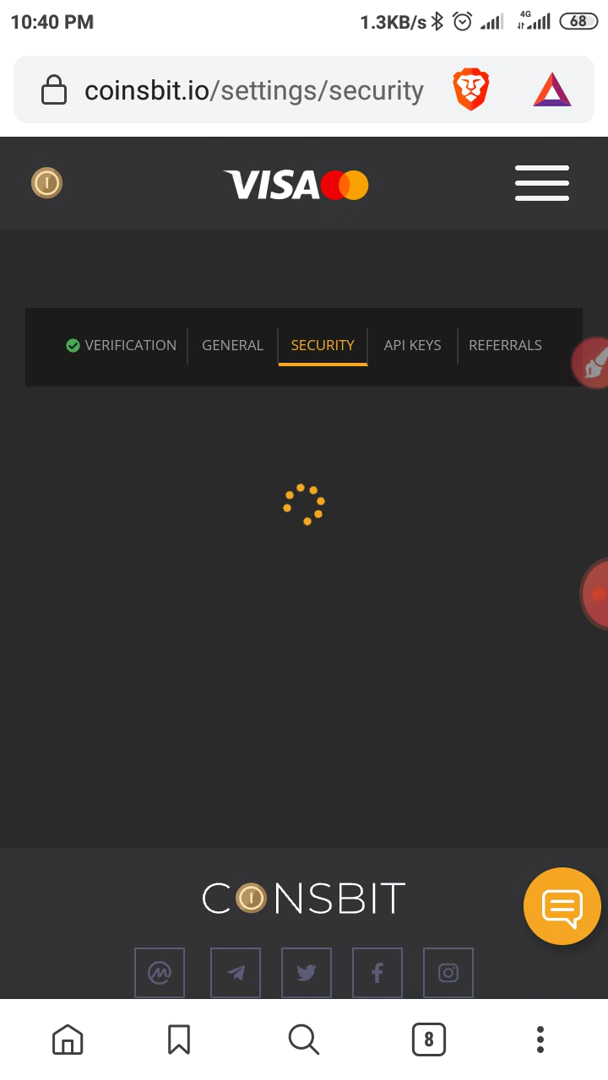 10:40 PM 1.3KB/s 4G 68
coinsbit.io/settings/security
VISA
VERIFICATION GENERAL SECURITY API KEYS REFERRALS
COINSBIT
8